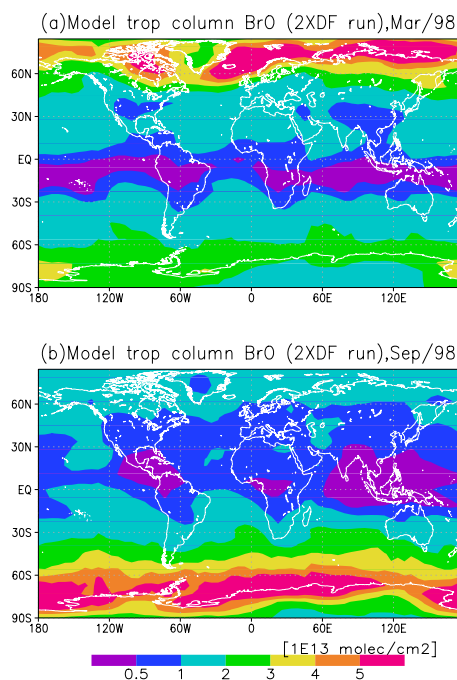 (a)Model trop column BrO (2XDF run),Mar/98
60N
30N
EQ
30S
60S
90S
180 120W 60W 0 60E 120E
(b)Model trop column BrO (2XDF run),Sep/98
60N
30N
EQ
30S
60S
90S
180 120W 60W 0 60E 120E
[1E13 molec/cm2]
0.5 1 2 3 4 5